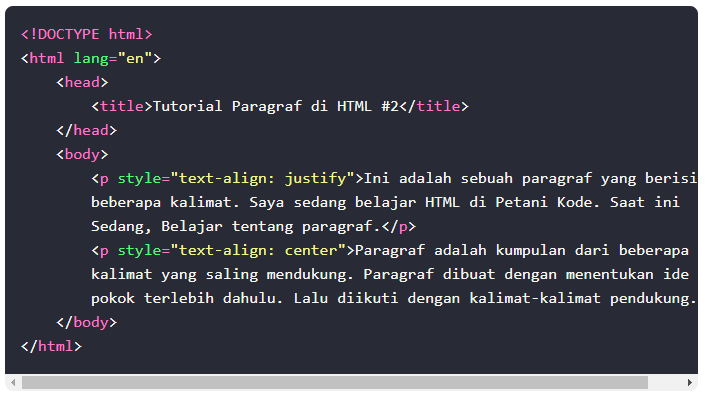 <!DOCTYPE html>
<html lang="en">
    <head>
        <title>Tutorial Paragraf di HTML #2</title>
    </head>
    <body>
        <p style="text-align: justify">Ini adalah sebuah paragraf yang berisi
        beberapa kalimat. Saya sedang belajar HTML di Petani Kode. Saat ini
        Sedang, Belajar tentang paragraf.</p>
        <p style="text-align: center">Paragraf adalah kumpulan dari beberapa
        kalimat yang saling mendukung. Paragraf dibuat dengan menentukan ide
        pokok terlebih dahulu. Lalu diikuti dengan kalimat-kalimat pendukung.
    </body>
</html>